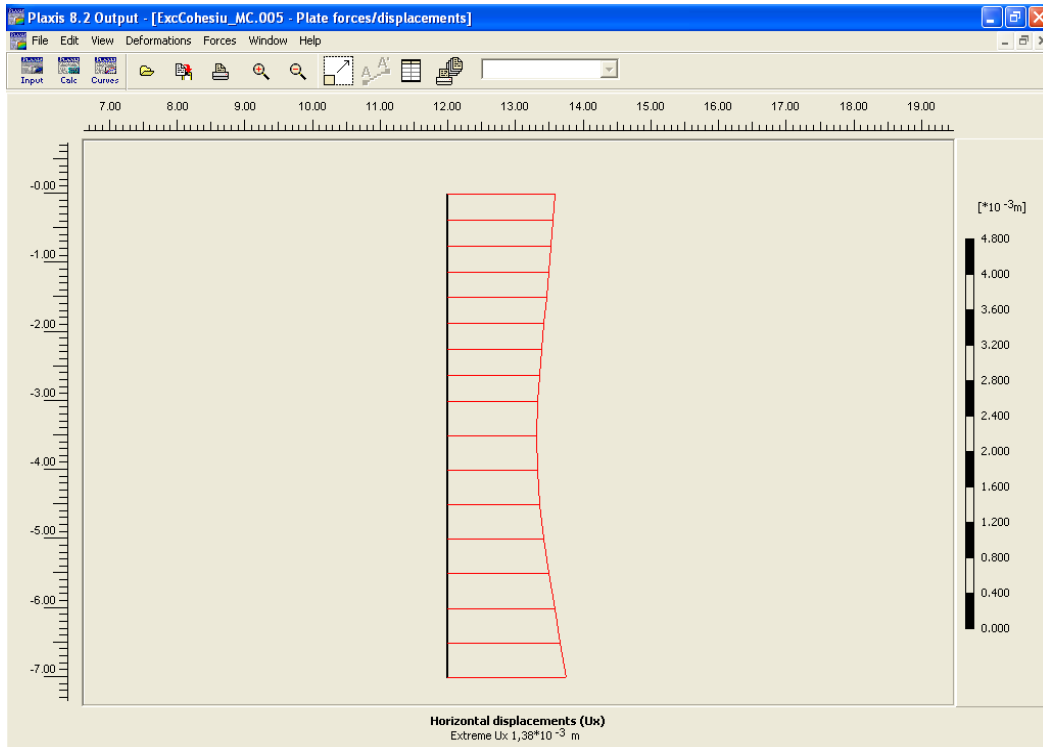 Plaxis 8.2 Output - [ExcCohesiu_MC.005 - Plate forces/displacements]
File Edit View Deformations Forces Window Help
Input Calc Curves
7.00 8.00 9.00 10.00 11.00 12.00 13.00 14.00 15.00 16.00 17.00 18.00 19.00
-0.00
-1.00
-2.00
-3.00
-4.00
-5.00
-6.00
-7.00
[*10 -3m]
4.800
4.000
3.600
3.200
2.800
2.400
2.000
1.600
1.200
0.800
0.400
0.000
Horizontal displacements (Ux)
Extreme Ux 1,38*10 -3 m